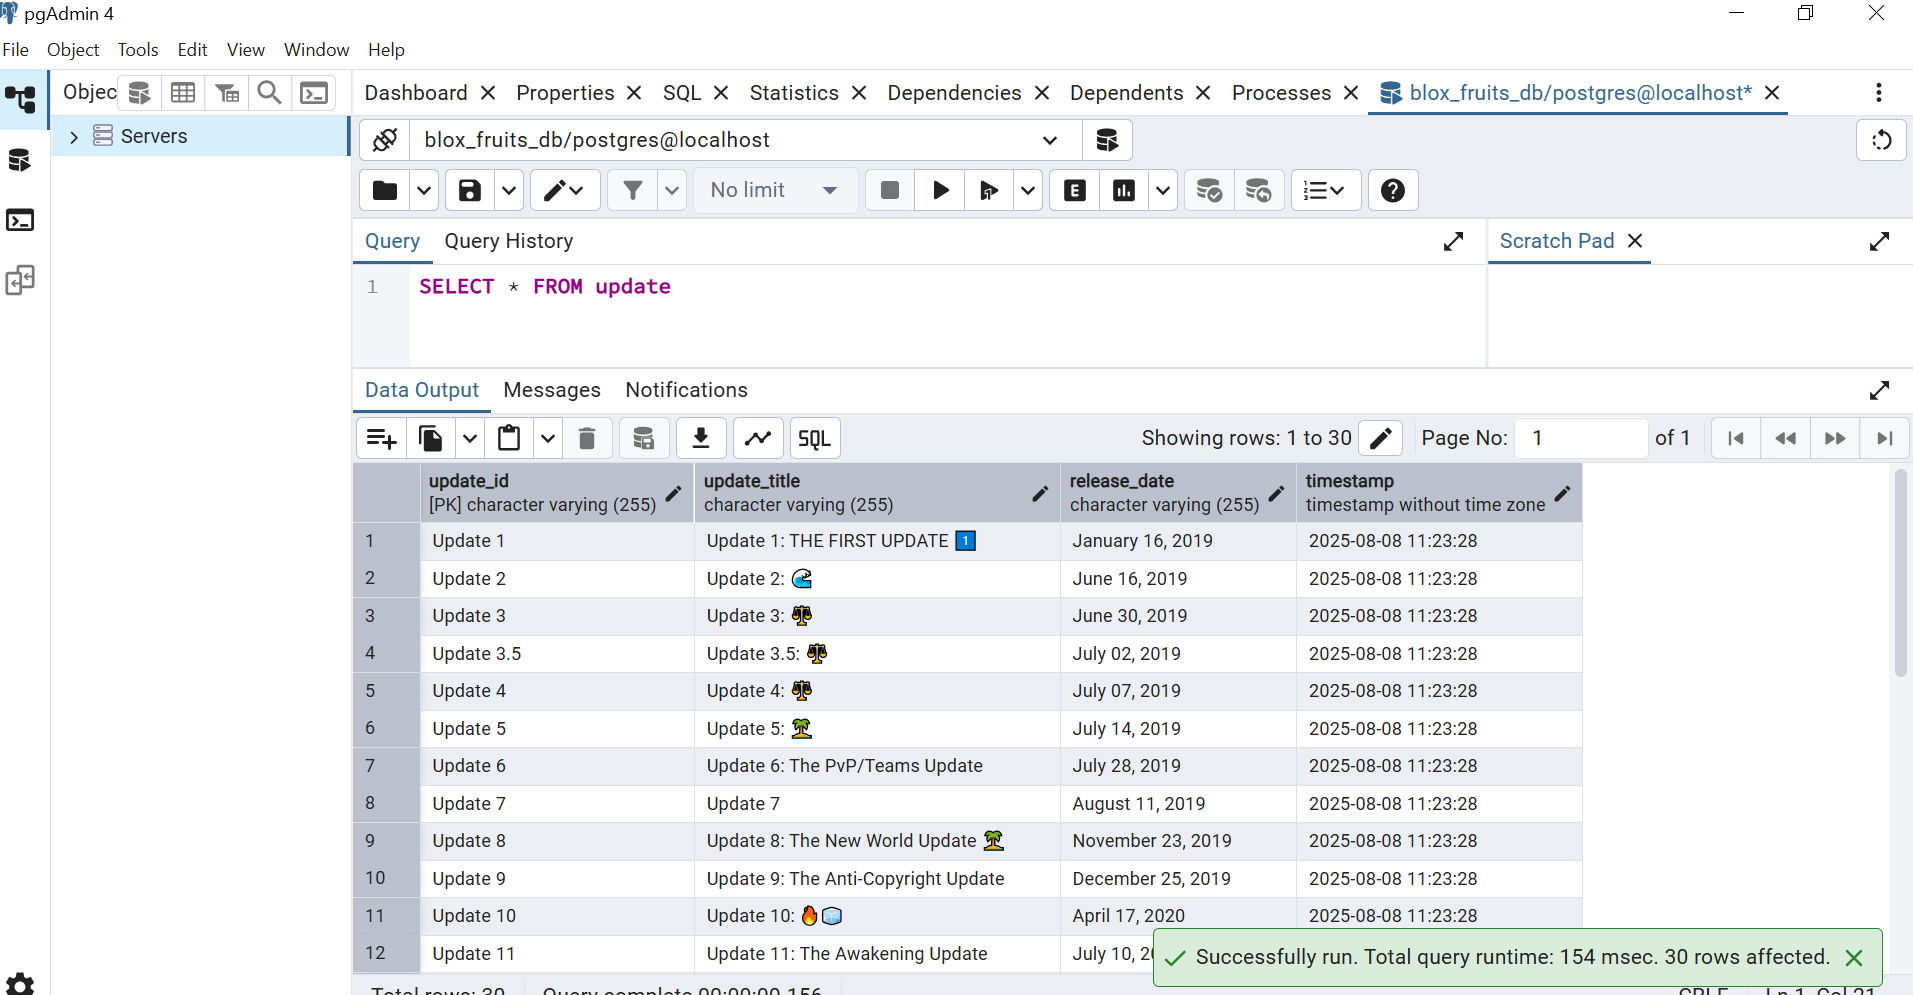 pgAdmin 4
File Object Tools Edit View Window Help
Objec
Servers
Dashboard Properties SQL Statistics Dependencies Dependents Processes blox_fruits_db/postgres@localhost*
blox_fruits_db/postgres@localhost
No limit
E
Query Query History
Scratch Pad
1 SELECT * FROM update
Data Output Messages Notifications
SQL Showing rows: 1 to 30 Page No: 1 of 1
update_id update_title release_date timestamp
[PK] character varying (255) character varying (255) character varying (255) timestamp without time zone
1 Update 1 Update 1: THE FIRST UPDATE 1️⃣ January 16, 2019 2025-08-08 11:23:28
2 Update 2 Update 2: 🌊 June 16, 2019 2025-08-08 11:23:28
3 Update 3 Update 3: ⚖️ June 30, 2019 2025-08-08 11:23:28
4 Update 3.5 Update 3.5: ⚖️ July 02, 2019 2025-08-08 11:23:28
5 Update 4 Update 4: ⚖️ July 07, 2019 2025-08-08 11:23:28
6 Update 5 Update 5: 🏝️ July 14, 2019 2025-08-08 11:23:28
7 Update 6 Update 6: The PvP/Teams Update July 28, 2019 2025-08-08 11:23:28
8 Update 7 Update 7 August 11, 2019 2025-08-08 11:23:28
9 Update 8 Update 8: The New World Update 🏝️ November 23, 2019 2025-08-08 11:23:28
10 Update 9 Update 9: The Anti-Copyright Update December 25, 2019 2025-08-08 11:23:28
11 Update 10 Update 10: 🔥🧊 April 17, 2020 2025-08-08 11:23:28
12 Update 11 Update 11: The Awakening Update July 10, 2
Successfully run. Total query runtime: 154 msec. 30 rows affected.
Total rows: 30 Query complete 00:00:00.156 CRLF Ln 1, Col 21